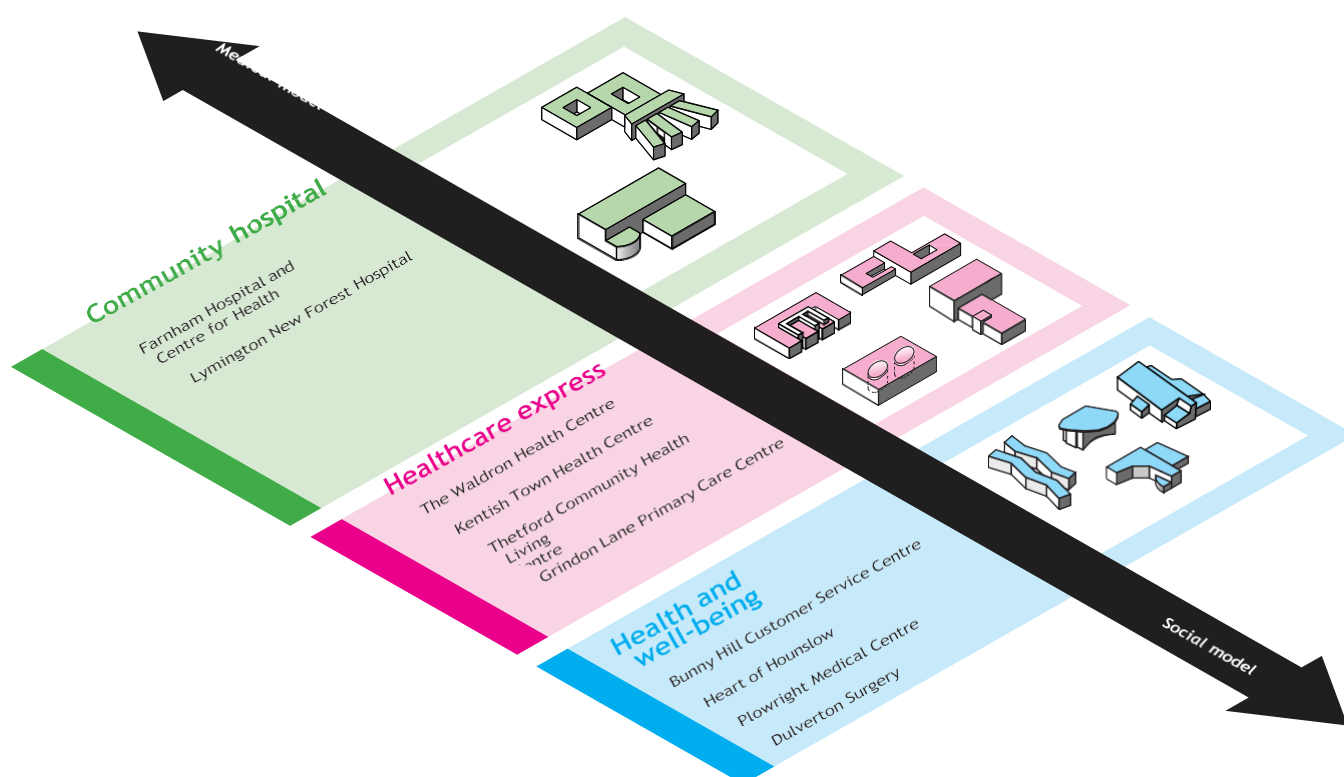 Community hospital
Farnham Hospital and
Centre for Health
Lymington New Forest Hospital
Healthcare express
The Waldron Health Centre
Kentish Town Health Centre
Thetford Community Health
Living
Grindon Lane Primary Care Centre
Health and
well-being
Bunny Hill Customer Service Centre
Heart of Hounslow
Plowright Medical Centre
Dulverton Surgery
Social model